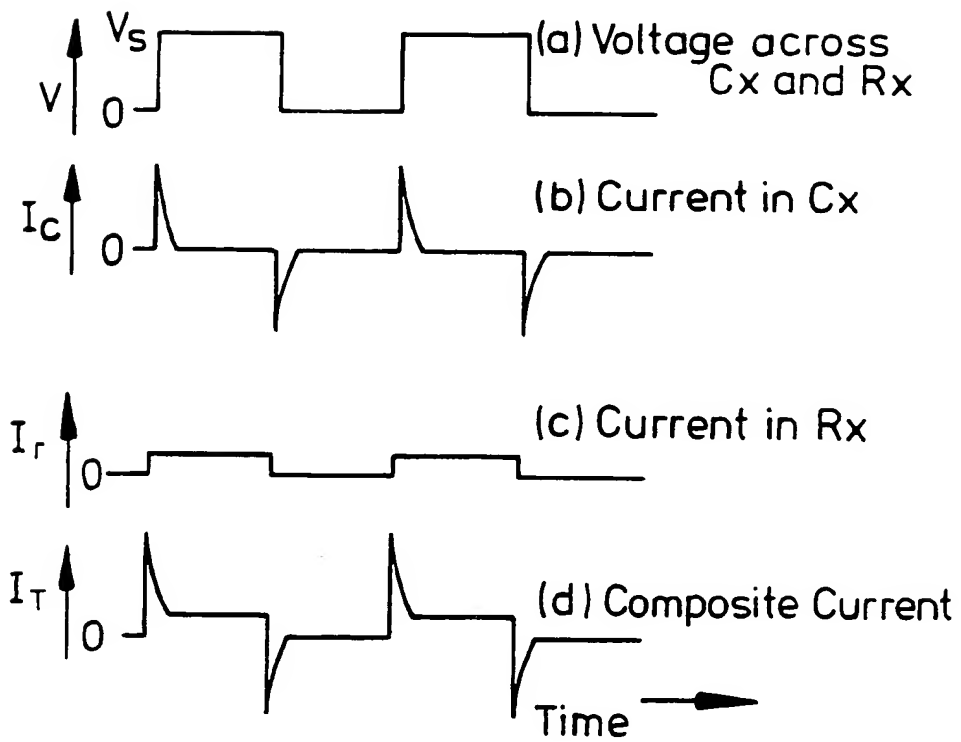 Vs
V
0
(a) Voltage across
Cx and Rx
Ic
0
(b) Current in Cx
Ir
0
(c) Current in Rx
IT
0
(d) Composite Current
Time